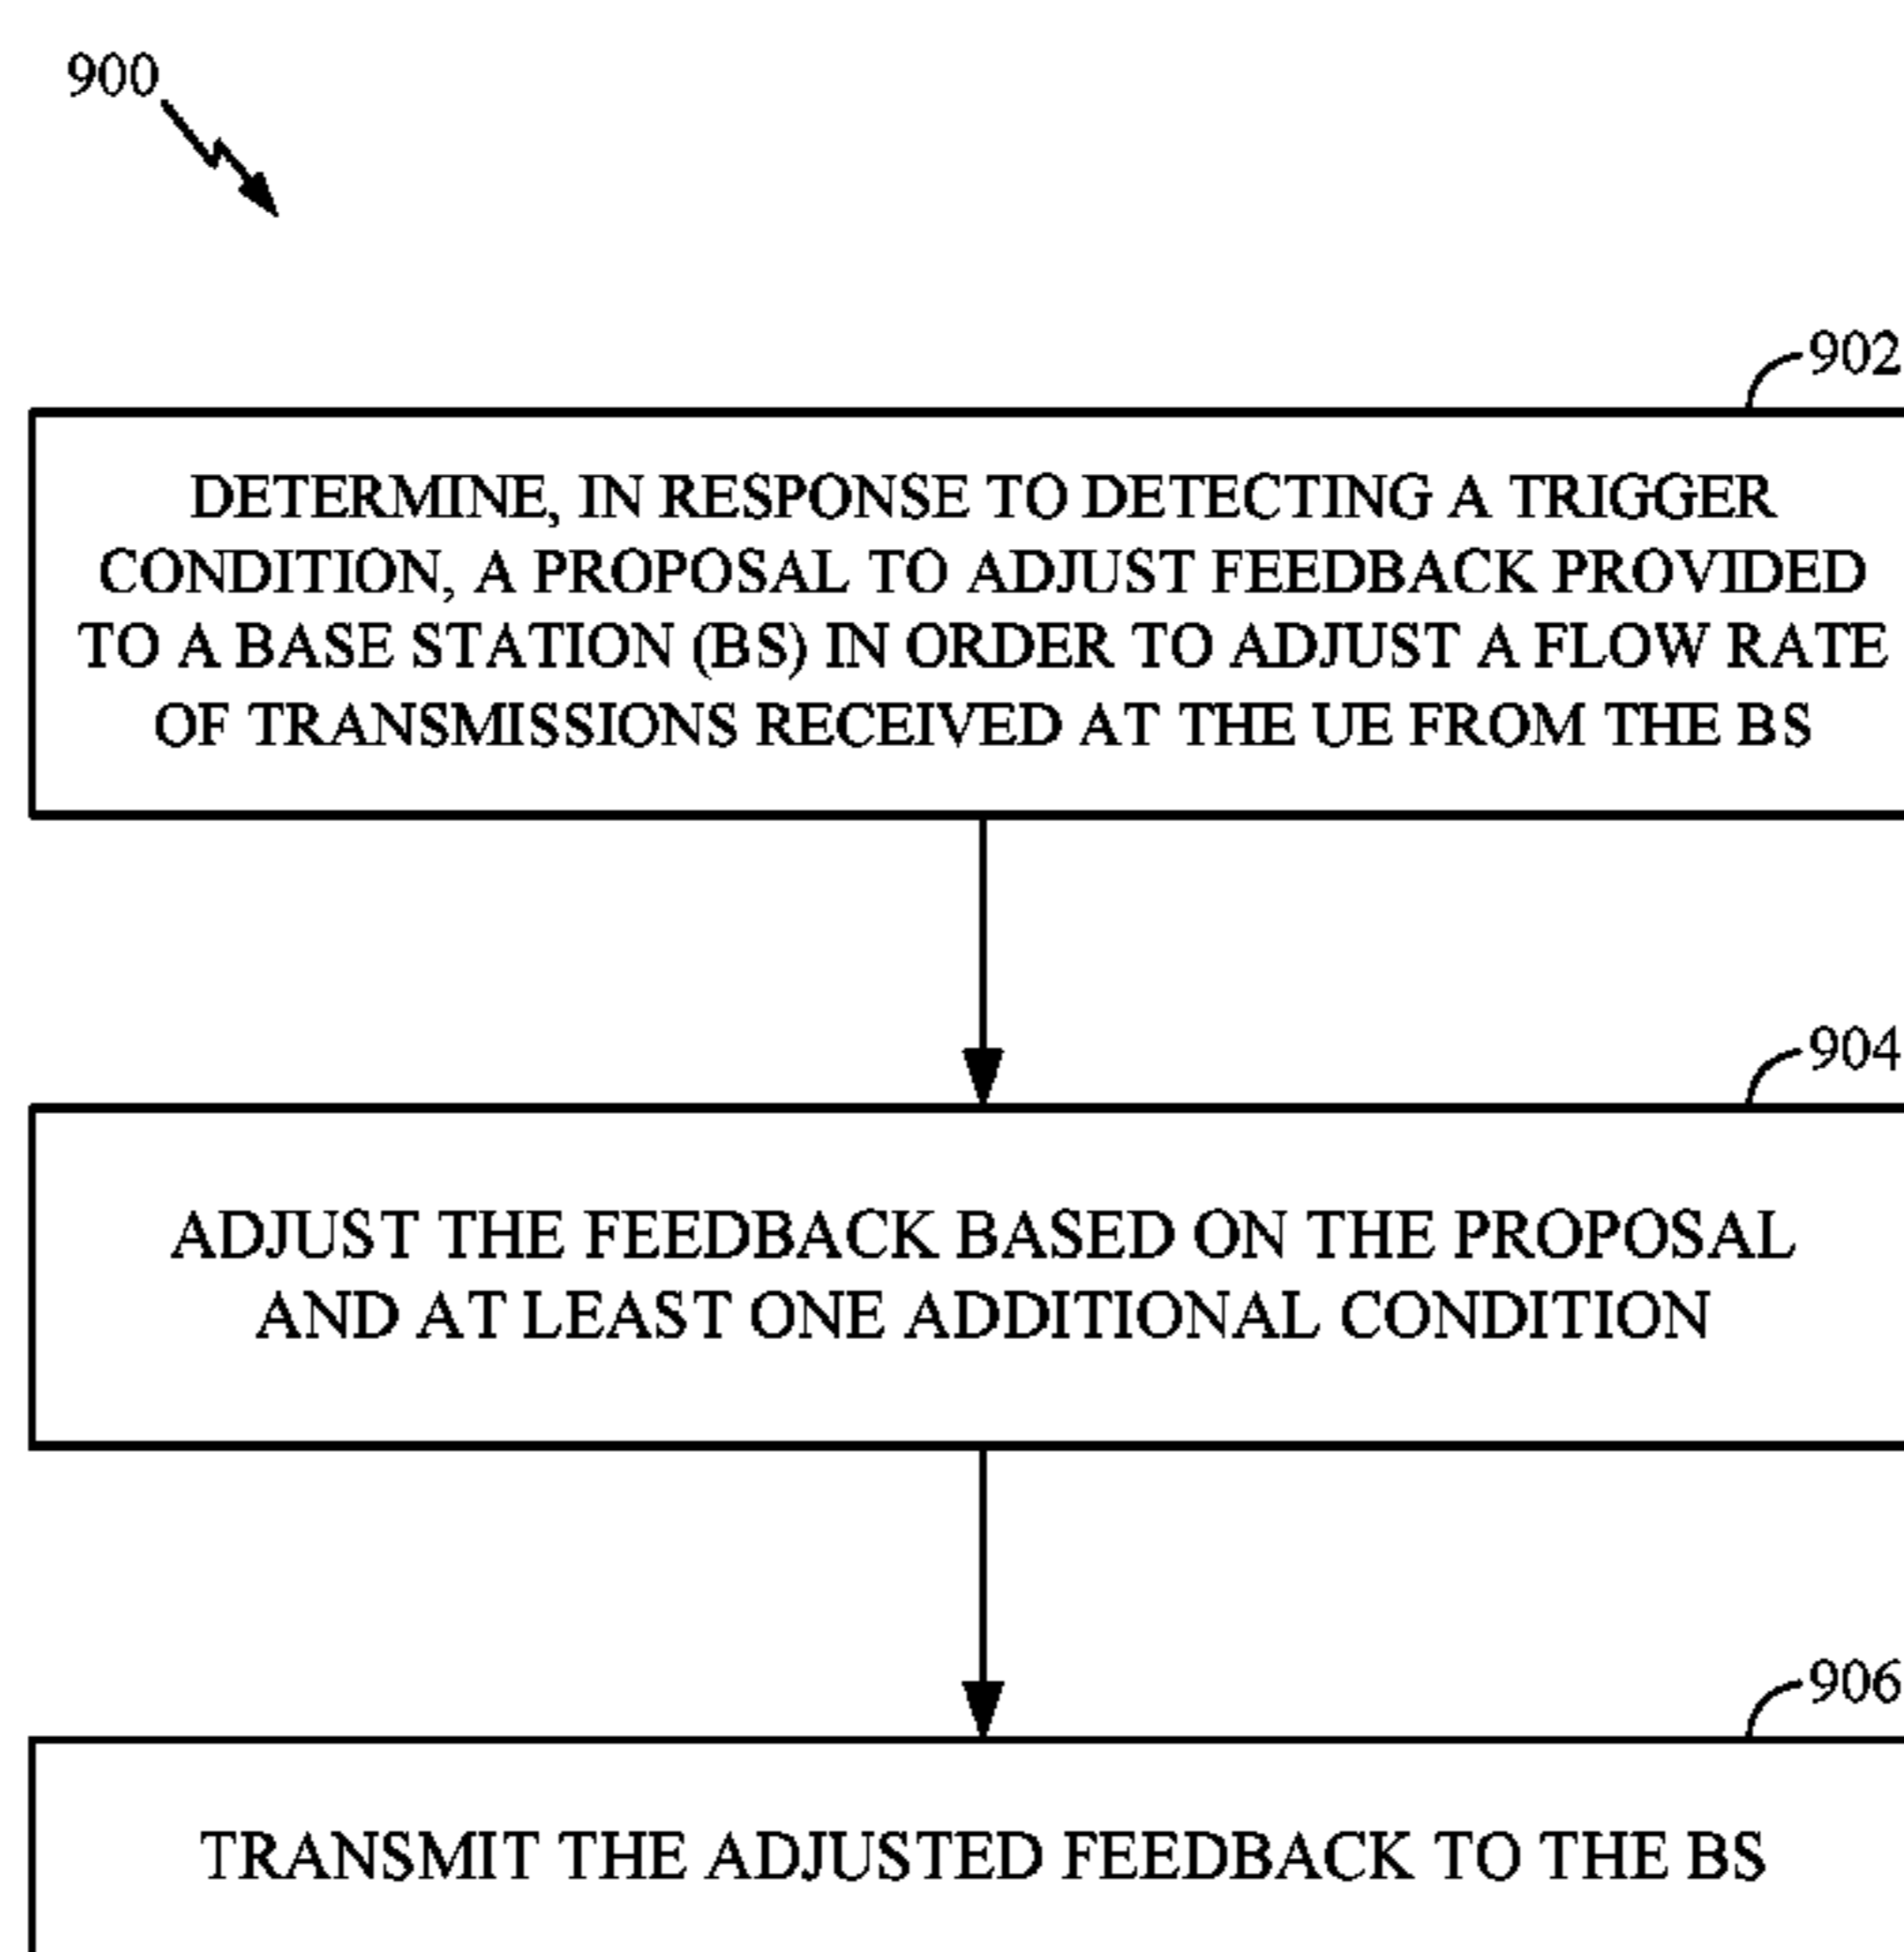 900
902
DETERMINE, IN RESPONSE TO DETECTING A TRIGGER
CONDITION, A PROPOSAL TO ADJUST FEEDBACK PROVIDED
TO A BASE STATION (BS) IN ORDER TO ADJUST A FLOW RATE
OF TRANSMISSIONS RECEIVED AT THE UE FROM THE BS
904
ADJUST THE FEEDBACK BASED ON THE PROPOSAL
AND AT LEAST ONE ADDITIONAL CONDITION
906
TRANSMIT THE ADJUSTED FEEDBACK TO THE BS